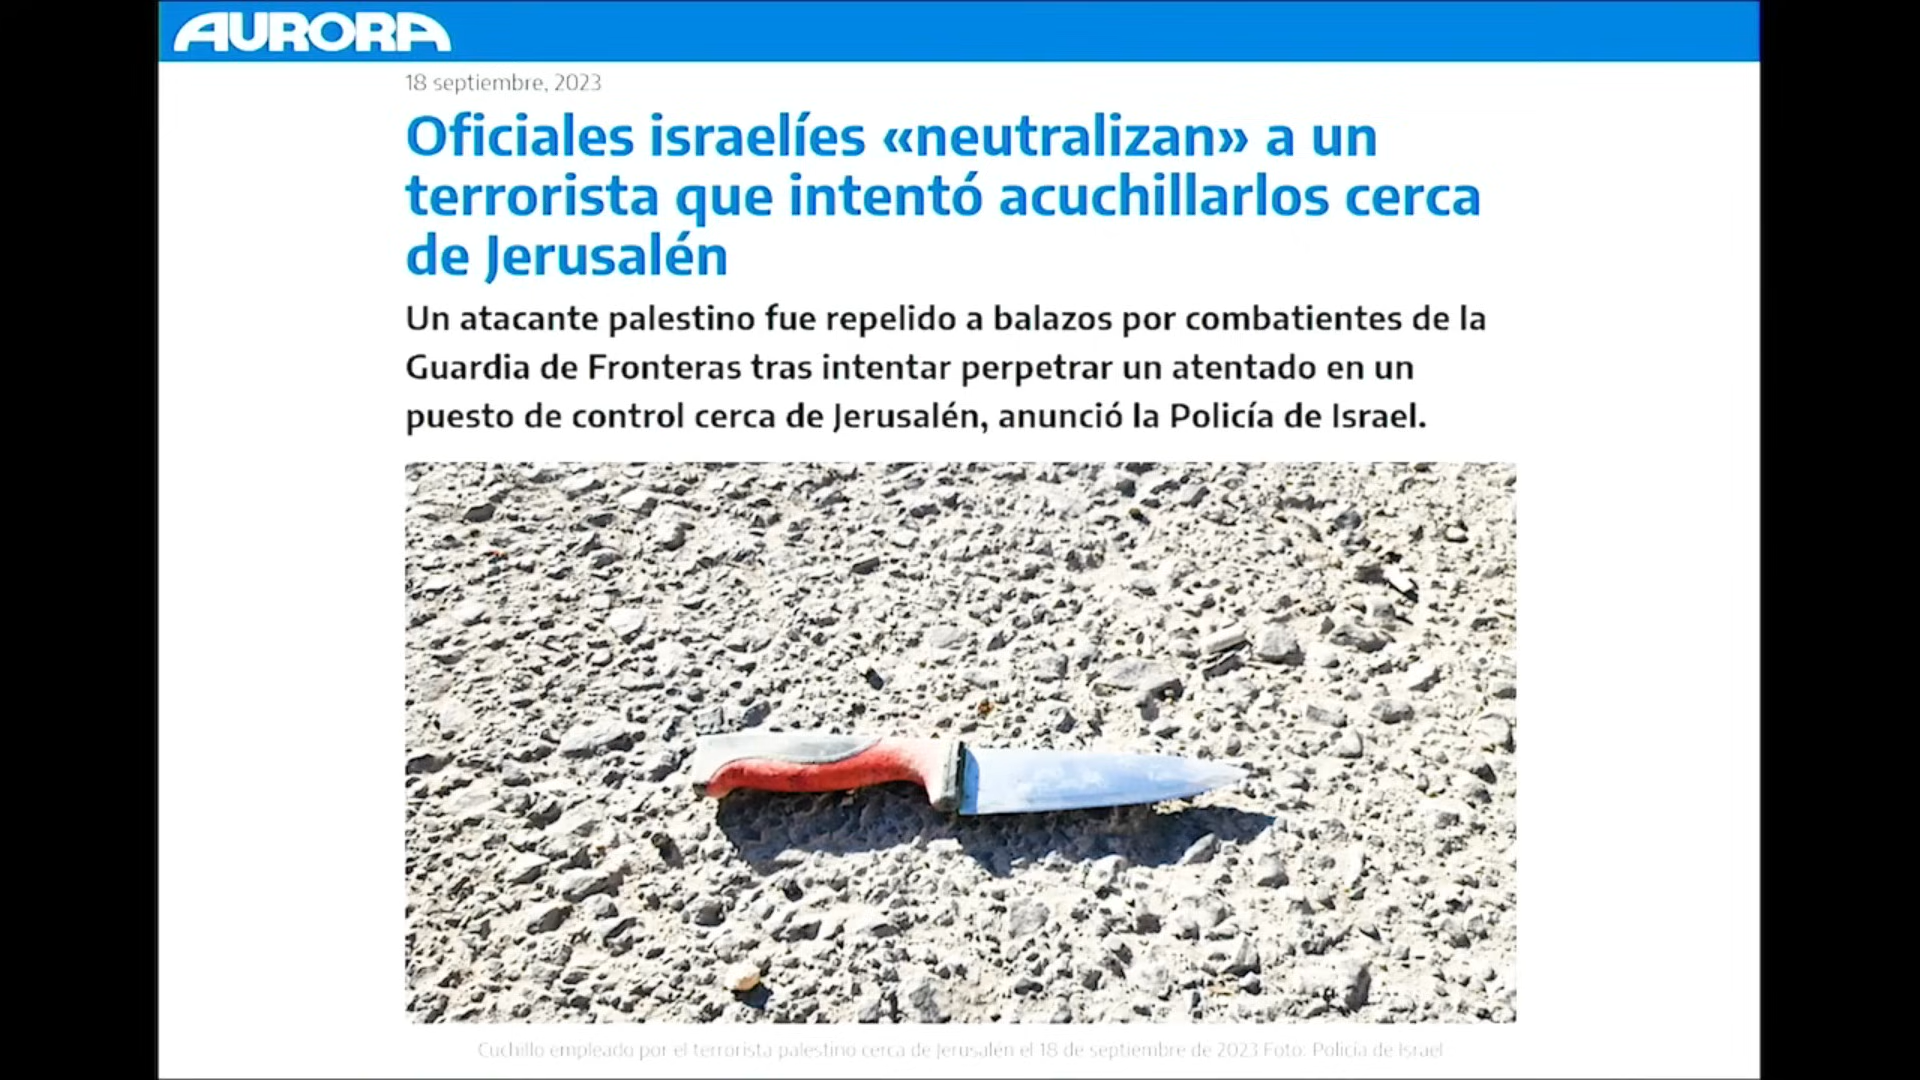 AURORA
18 septiembre, 2023
Oficiales israelíes «neutralizan» a un
terrorista que intentó acuchillarlos cerca
de Jerusalén
Un atacante palestino fue repelido a balazos por combatientes de la
Guardia de Fronteras tras intentar perpetrar un atentado en un
puesto de control cerca de Jerusalén, anunció la Policía de Israel.
Cuchillo empleado por el terrorista palestino cerca de Jerusalén el 18 de septiembre de 2023 Foto: Policía de Israel